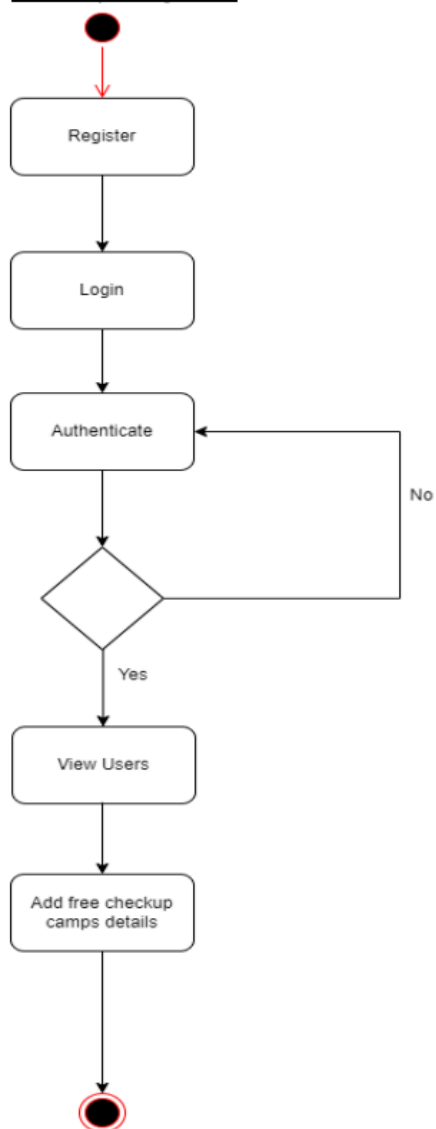 Register
Login
Authenticate
No
Yes
View Users
Add free checkup
camps details